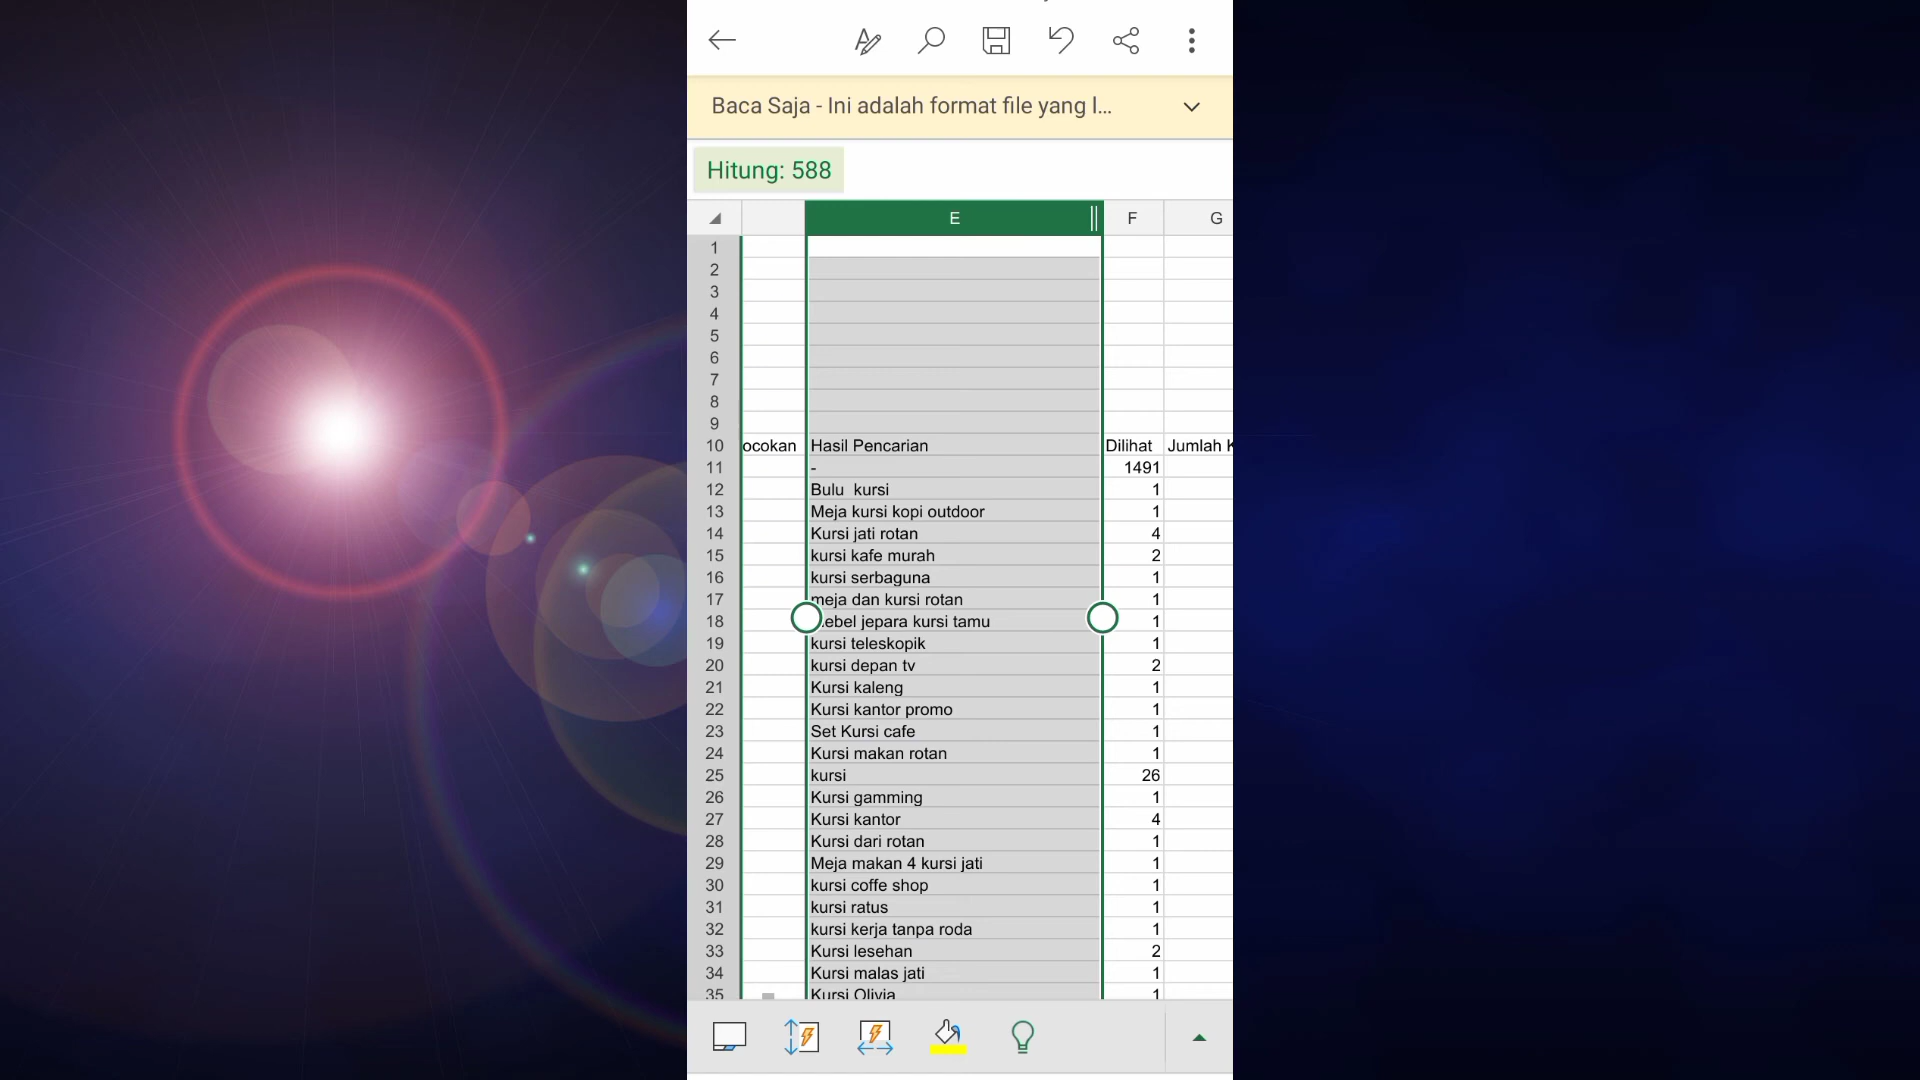 Baca Saja - Ini adalah format file yang l...
Hitung: 588
E F G
1
2
3
4
5
6
7
8
9
10 ocokan Hasil Pencarian Dilihat Jumlah K
11 - 1491
12 Bulu  kursi 1
13 Meja kursi kopi outdoor 1
14 Kursi jati rotan 4
15 kursi kafe murah 2
16 kursi serbaguna 1
17 meja dan kursi rotan 1
18 ebel jepara kursi tamu 1
19 kursi teleskopik 1
20 kursi depan tv 2
21 Kursi kaleng 1
22 Kursi kantor promo 1
23 Set Kursi cafe 1
24 Kursi makan rotan 1
25 kursi 26
26 Kursi gamming 1
27 Kursi kantor 4
28 Kursi dari rotan 1
29 Meja makan 4 kursi jati 1
30 kursi coffe shop 1
31 kursi ratus 1
32 kursi kerja tanpa roda 1
33 Kursi lesehan 2
34 Kursi malas jati 1
35 Kursi Olivia 1